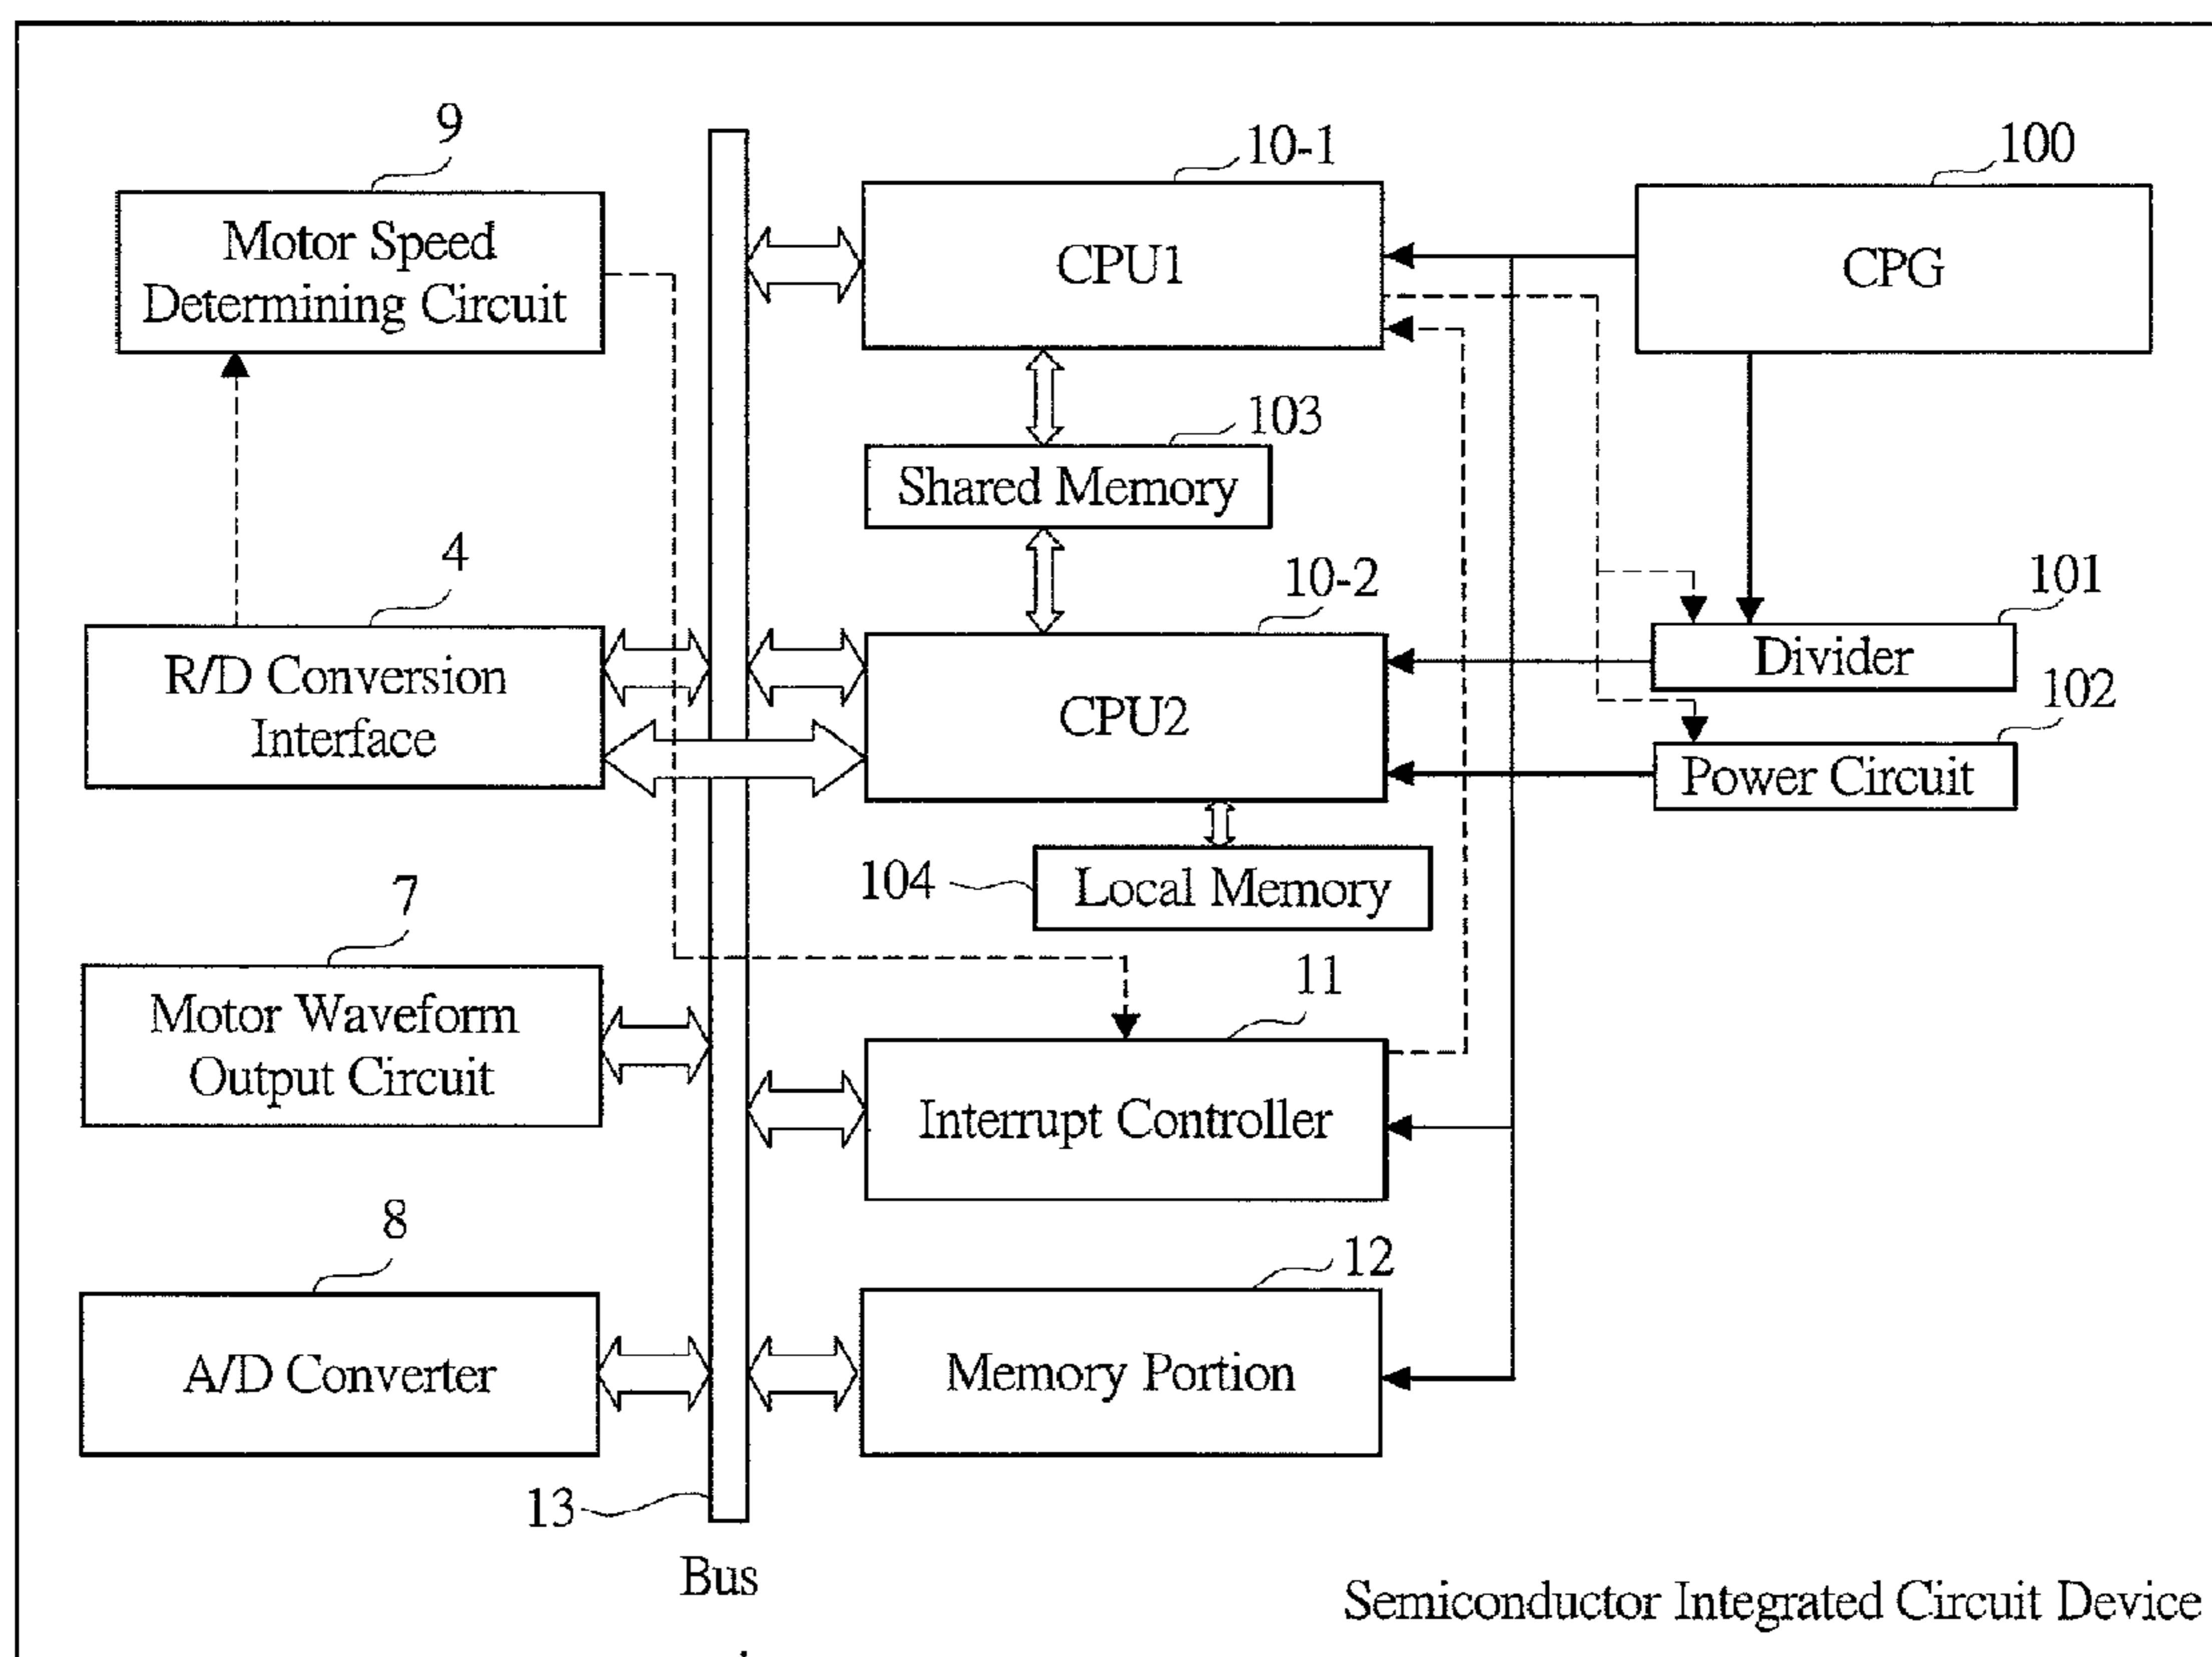 9
Motor Speed
Determining Circuit
10-1
CPU1
100
CPG
103
Shared Memory
4
R/D Conversion
Interface
10-2
CPU2
101
Divider
102
Power Circuit
104
Local Memory
7
Motor Waveform
Output Circuit
11
Interrupt Controller
8
A/D Converter
12
Memory Portion
13
Bus
Semiconductor Integrated Circuit Device